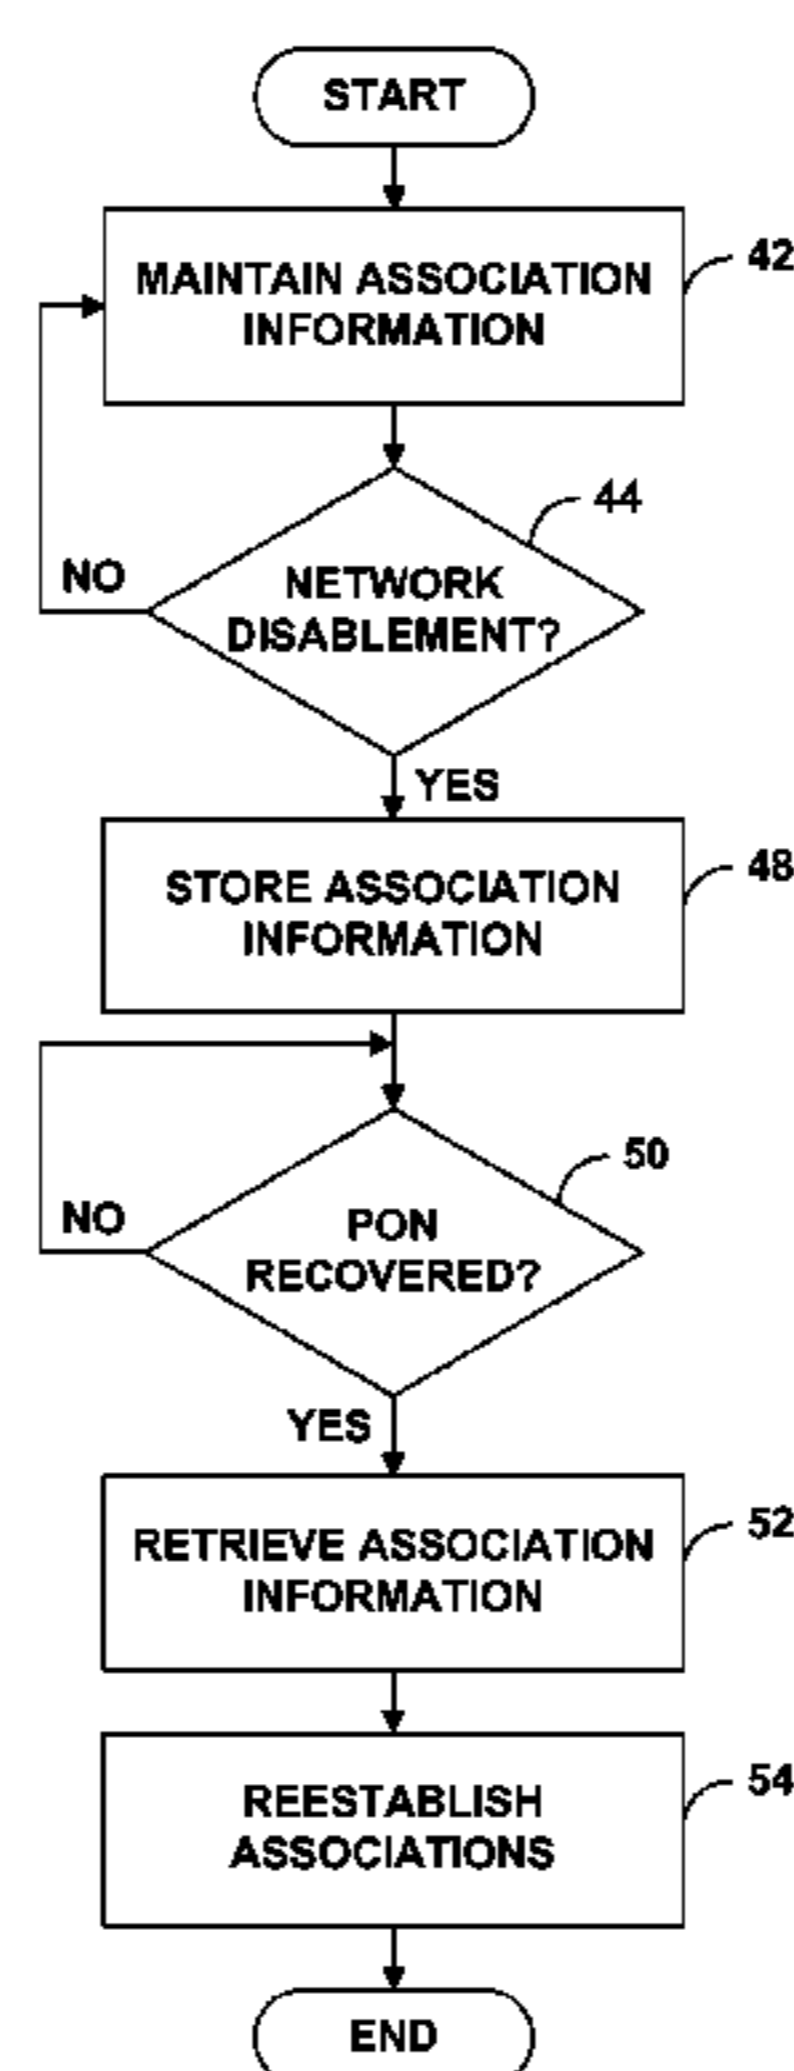 START
MAINTAIN ASSOCIATION
INFORMATION
42
44
NETWORK
DISABLEMENT?
NO
YES
STORE ASSOCIATION
INFORMATION
48
50
PON
RECOVERED?
NO
YES
RETRIEVE ASSOCIATION
INFORMATION
52
REESTABLISH
ASSOCIATIONS
54
END